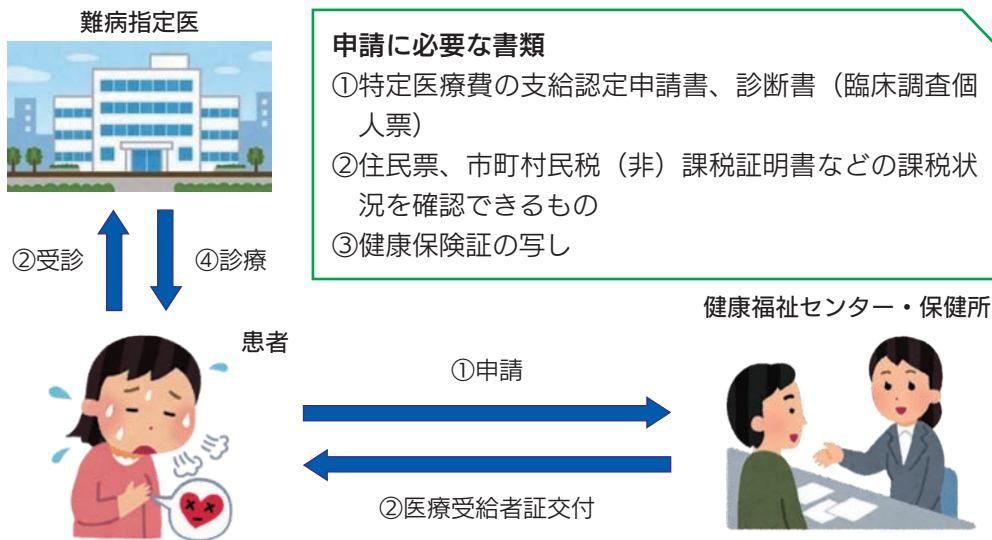 難病指定医
申請に必要な書類
①特定医療費の支給認定申請書、診断書（臨床調査個
人票）
②住民票、市町村民税（非）課税証明書などの課税状
況を確認できるもの
③健康保険証の写し
②受診
④診療
健康福祉センター・保健所
患者
①申請
②医療受給者証交付